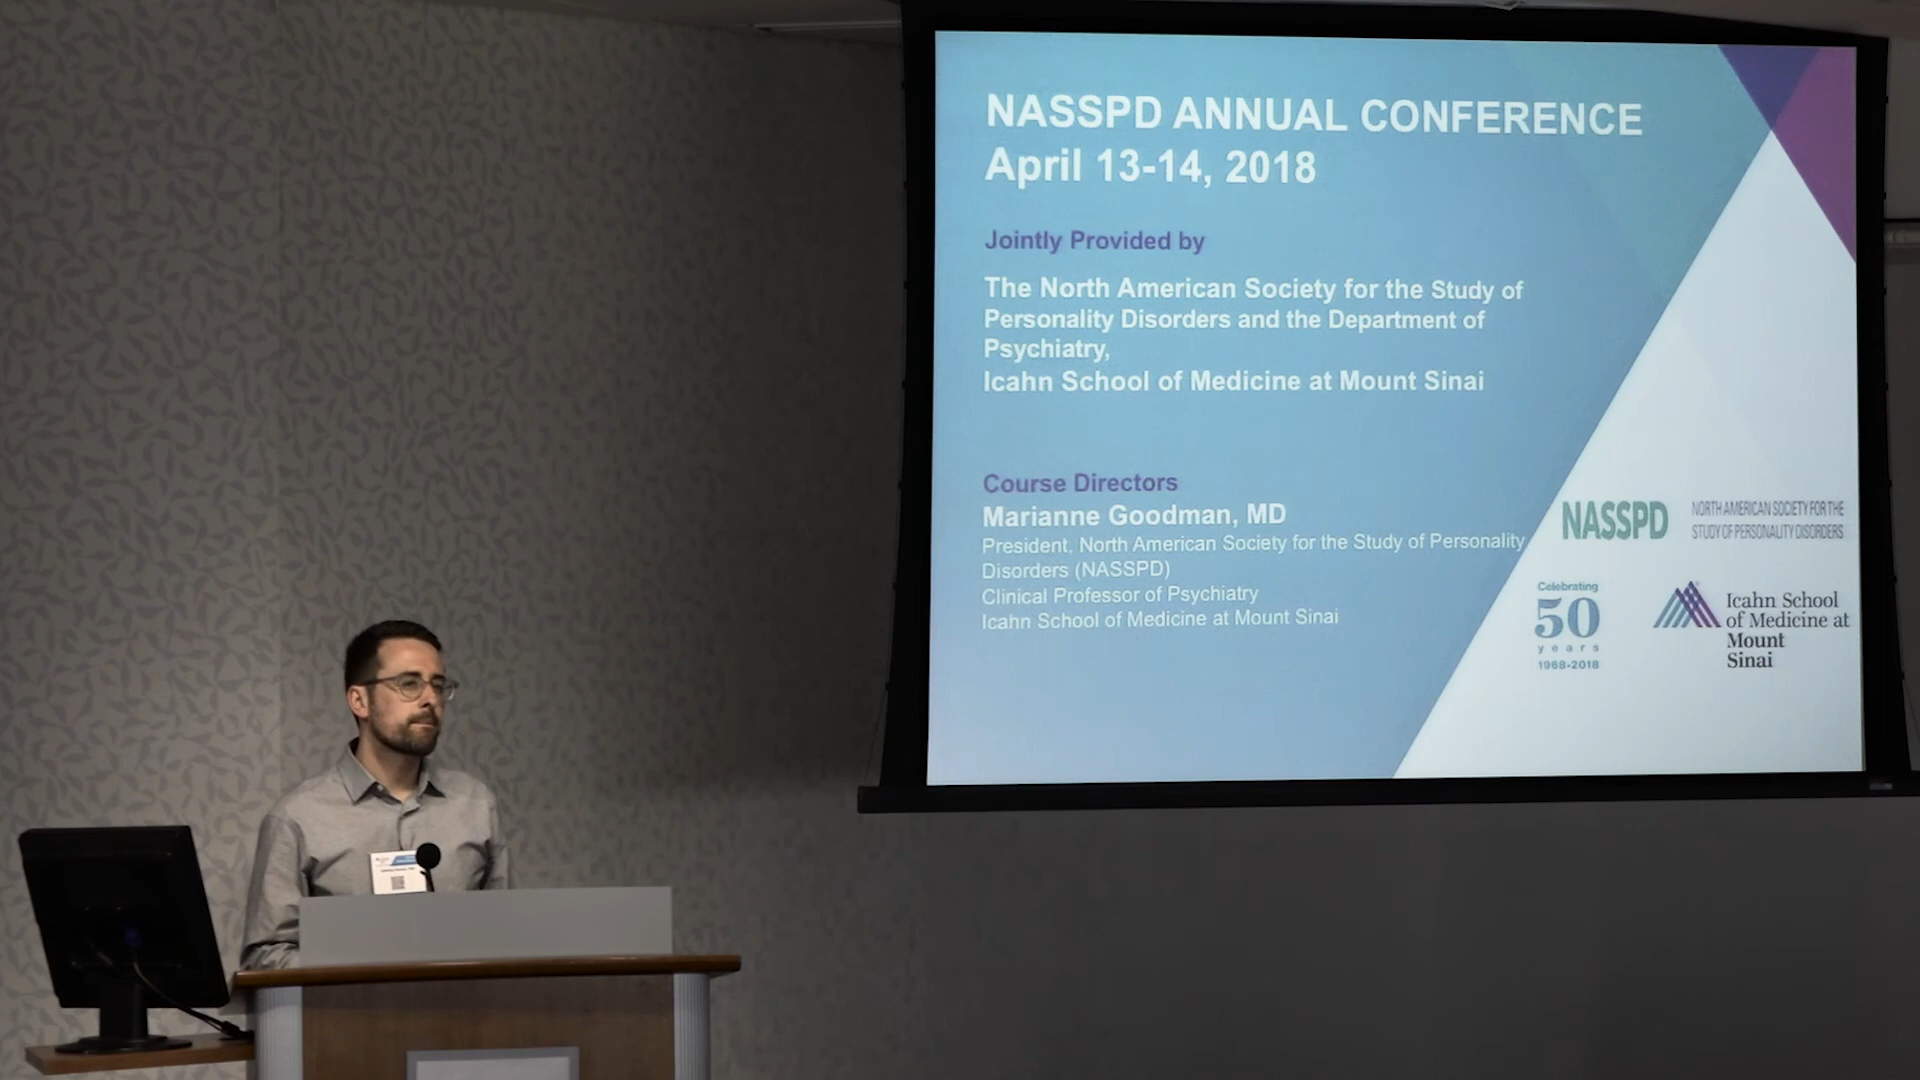 NASSPD ANNUAL CONFERENCE
April 13-14, 2018
Jointly Provided by
The North American Society for the Study of
Personality Disorders and the Department of
Psychiatry,
Icahn School of Medicine at Mount Sinai
Course Directors
Marianne Goodman, MD
President, North American Society for the Study of Personality
Disorders (NASSPD)
Clinical Professor of Psychiatry
Icahn School of Medicine at Mount Sinai
NASSPD
NORTH AMERICAN SOCIETY FOR THE
STUDY OF PERSONALITY DISORDERS
Celebrating
50
years
1968-2018
Icahn School
of Medicine at
Mount
Sinai